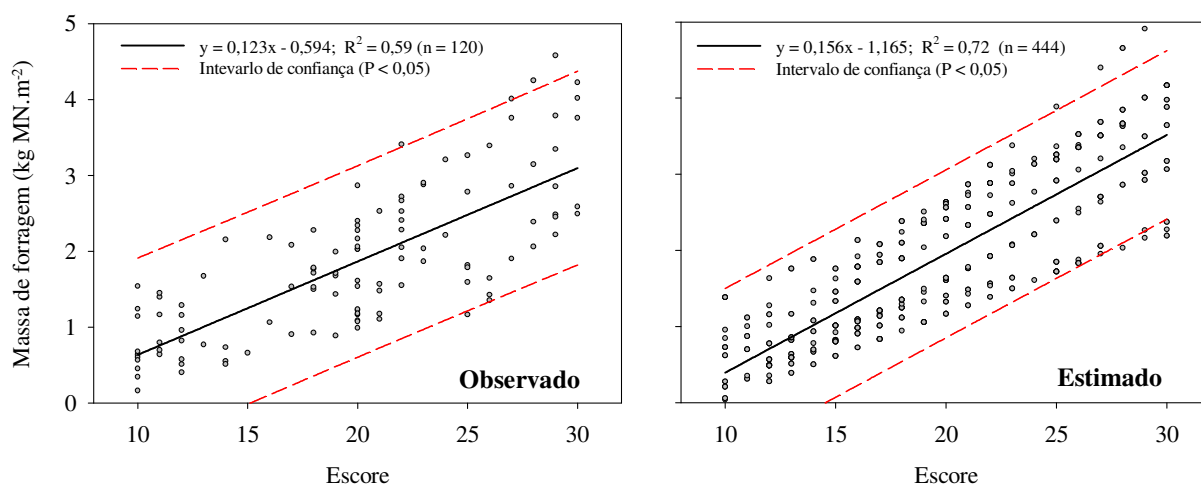 Massa de forragem (kg MN.m⁻²)
5
4
3
2
1
0
y = 0,123x - 0,594; R² = 0,59 (n = 120)
Intevarlo de confiança (P < 0,05)
Observado
10
15
20
25
30
Escore
y = 0,156x - 1,165; R² = 0,72 (n = 444)
Intervalo de confiança (P < 0,05)
Estimado
10
15
20
25
30
Escore